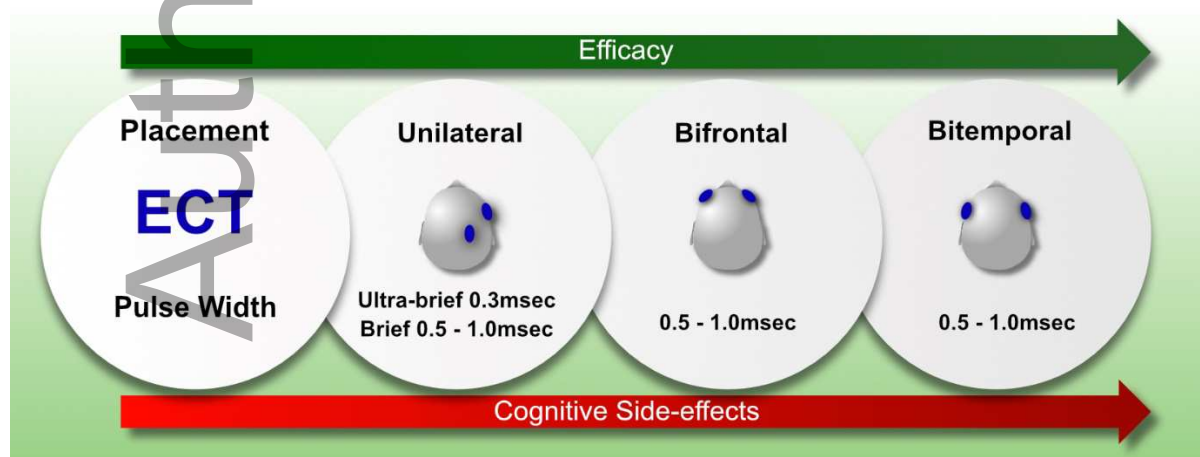 Efficacy
Placement
ECT
Pulse Width
Unilateral
Ultra-brief 0.3msec
Brief 0.5 - 1.0msec
Bifrontal
0.5 - 1.0msec
Bitemporal
0.5 - 1.0msec
Cognitive Side-effects
Auth